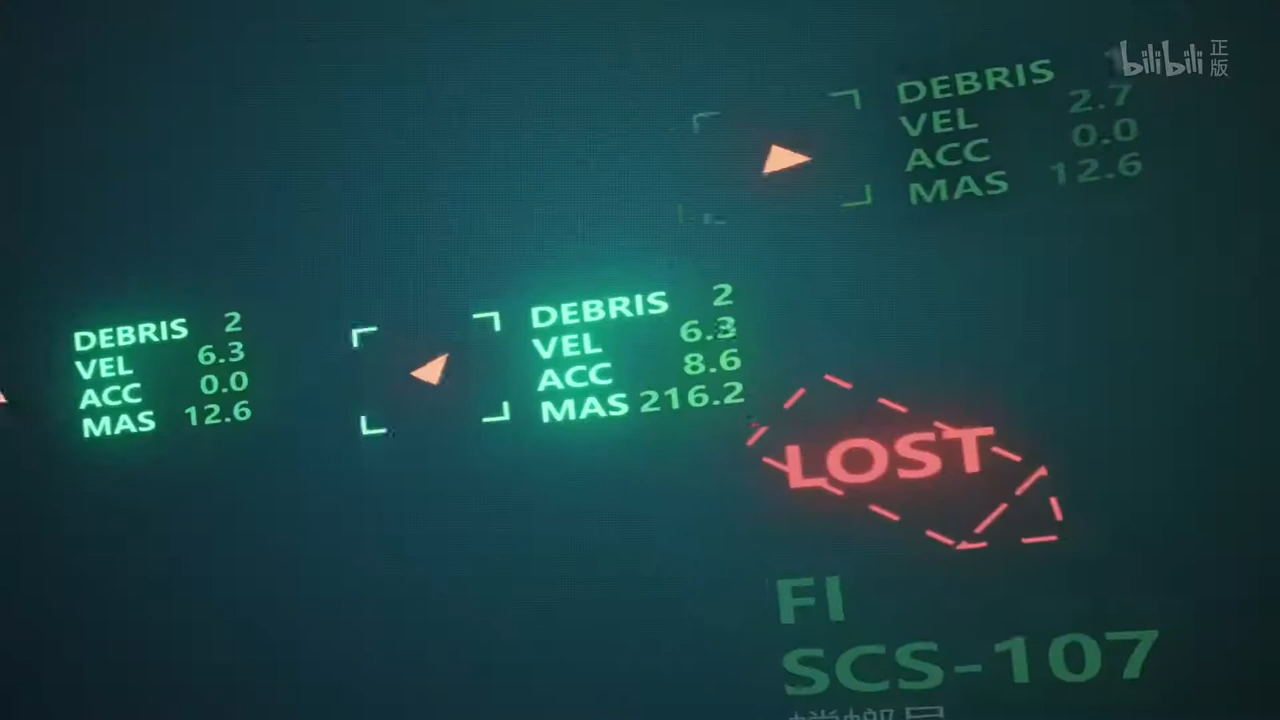 bilibili 正版
DEBRIS
VEL 2.7
ACC 0.0
MAS 12.6
DEBRIS 2
VEL 6.3
ACC 0.0
MAS 12.6
DEBRIS 2
VEL 6.3
ACC 8.6
MAS 216.2
LOST
FI
SCS-107